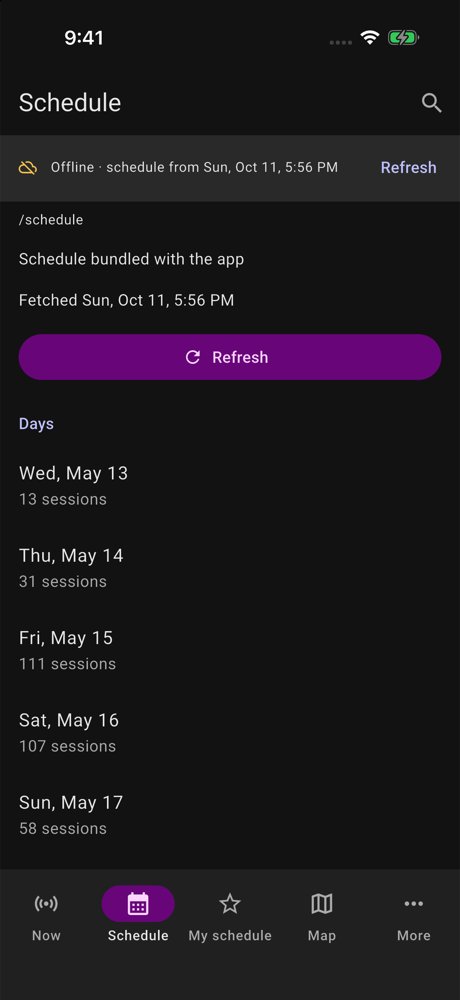 9:41
Schedule
Offline · schedule from Sun, Oct 11, 5:56 PM Refresh
/schedule
Schedule bundled with the app
Fetched Sun, Oct 11, 5:56 PM
Refresh
Days
Wed, May 13
13 sessions
Thu, May 14
31 sessions
Fri, May 15
111 sessions
Sat, May 16
107 sessions
Sun, May 17
58 sessions
Now Schedule My schedule Map More